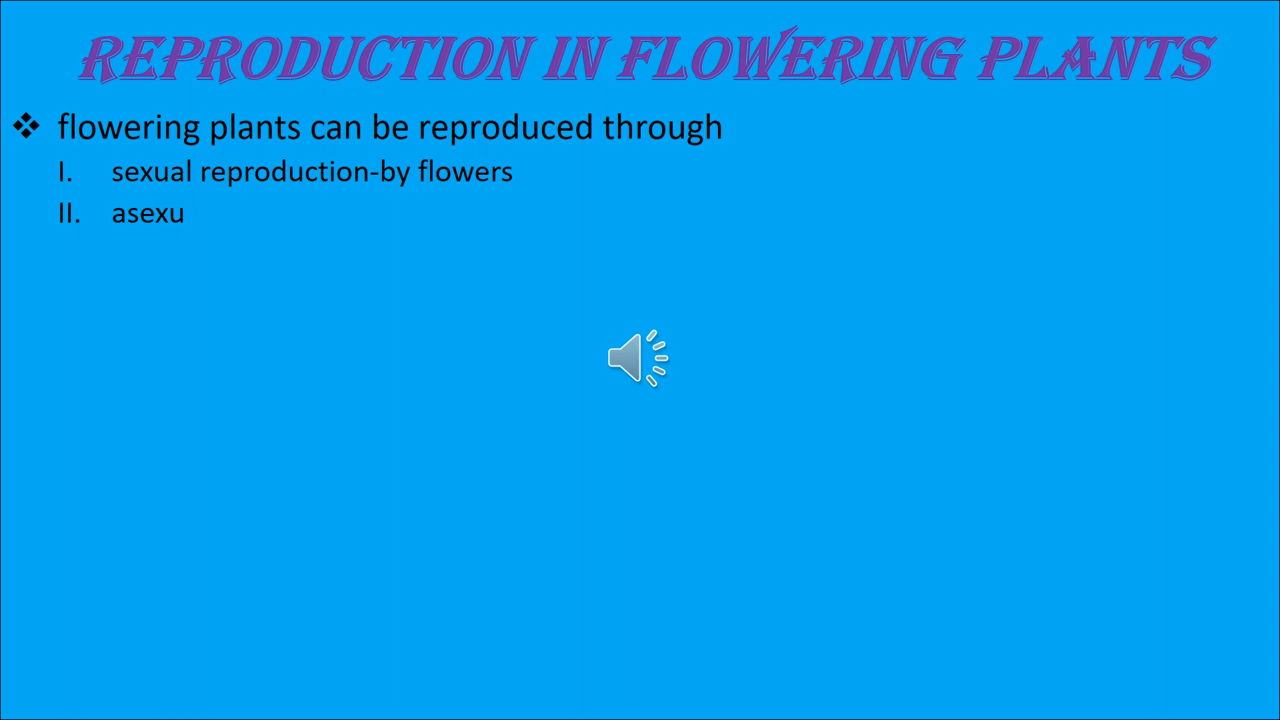 REPRODUCTION IN FLOWERING PLANTS
❖ flowering plants can be reproduced through
I. sexual reproduction-by flowers
II. asexu